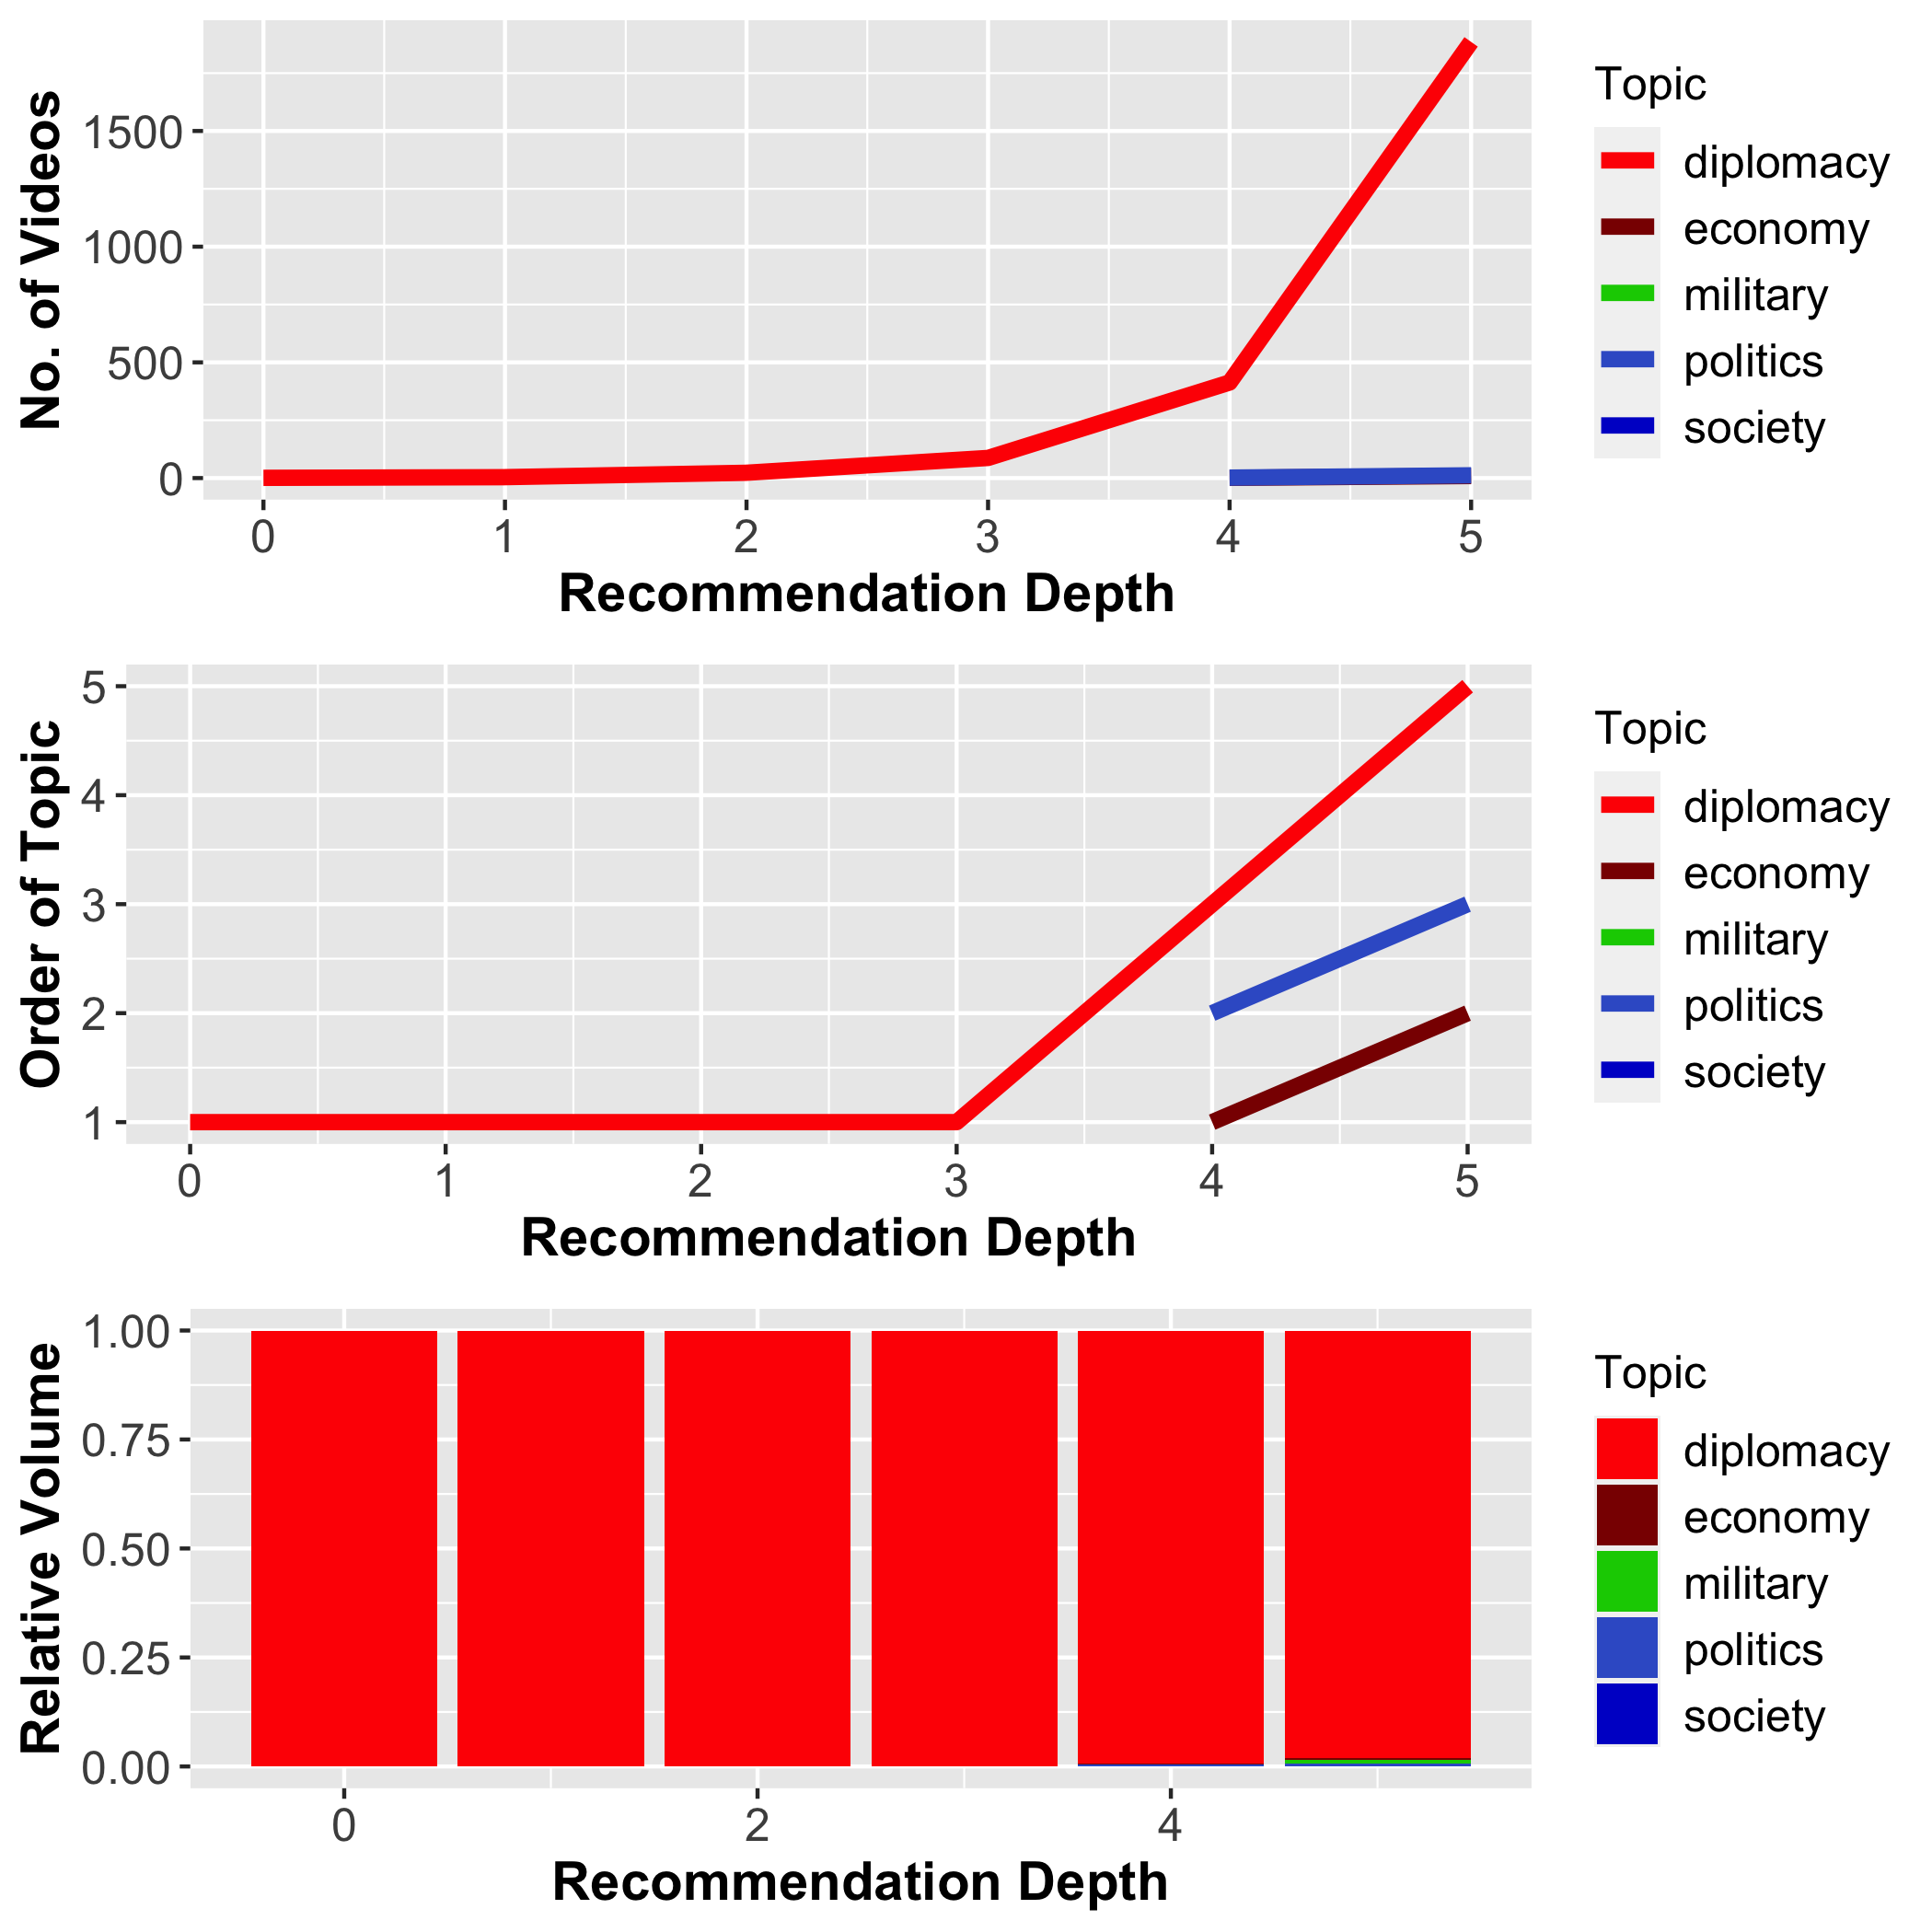 No. of Videos
1500
1000
500
0
0 1 2 3 4 5
Recommendation Depth
Topic
diplomacy
economy
military
politics
society
Order of Topic
5
4
3
2
1
0 1 2 3 4 5
Recommendation Depth
Topic
diplomacy
economy
military
politics
society
Relative Volume
1.00
0.75
0.50
0.25
0.00
0 2 4
Recommendation Depth
Topic
diplomacy
economy
military
politics
society